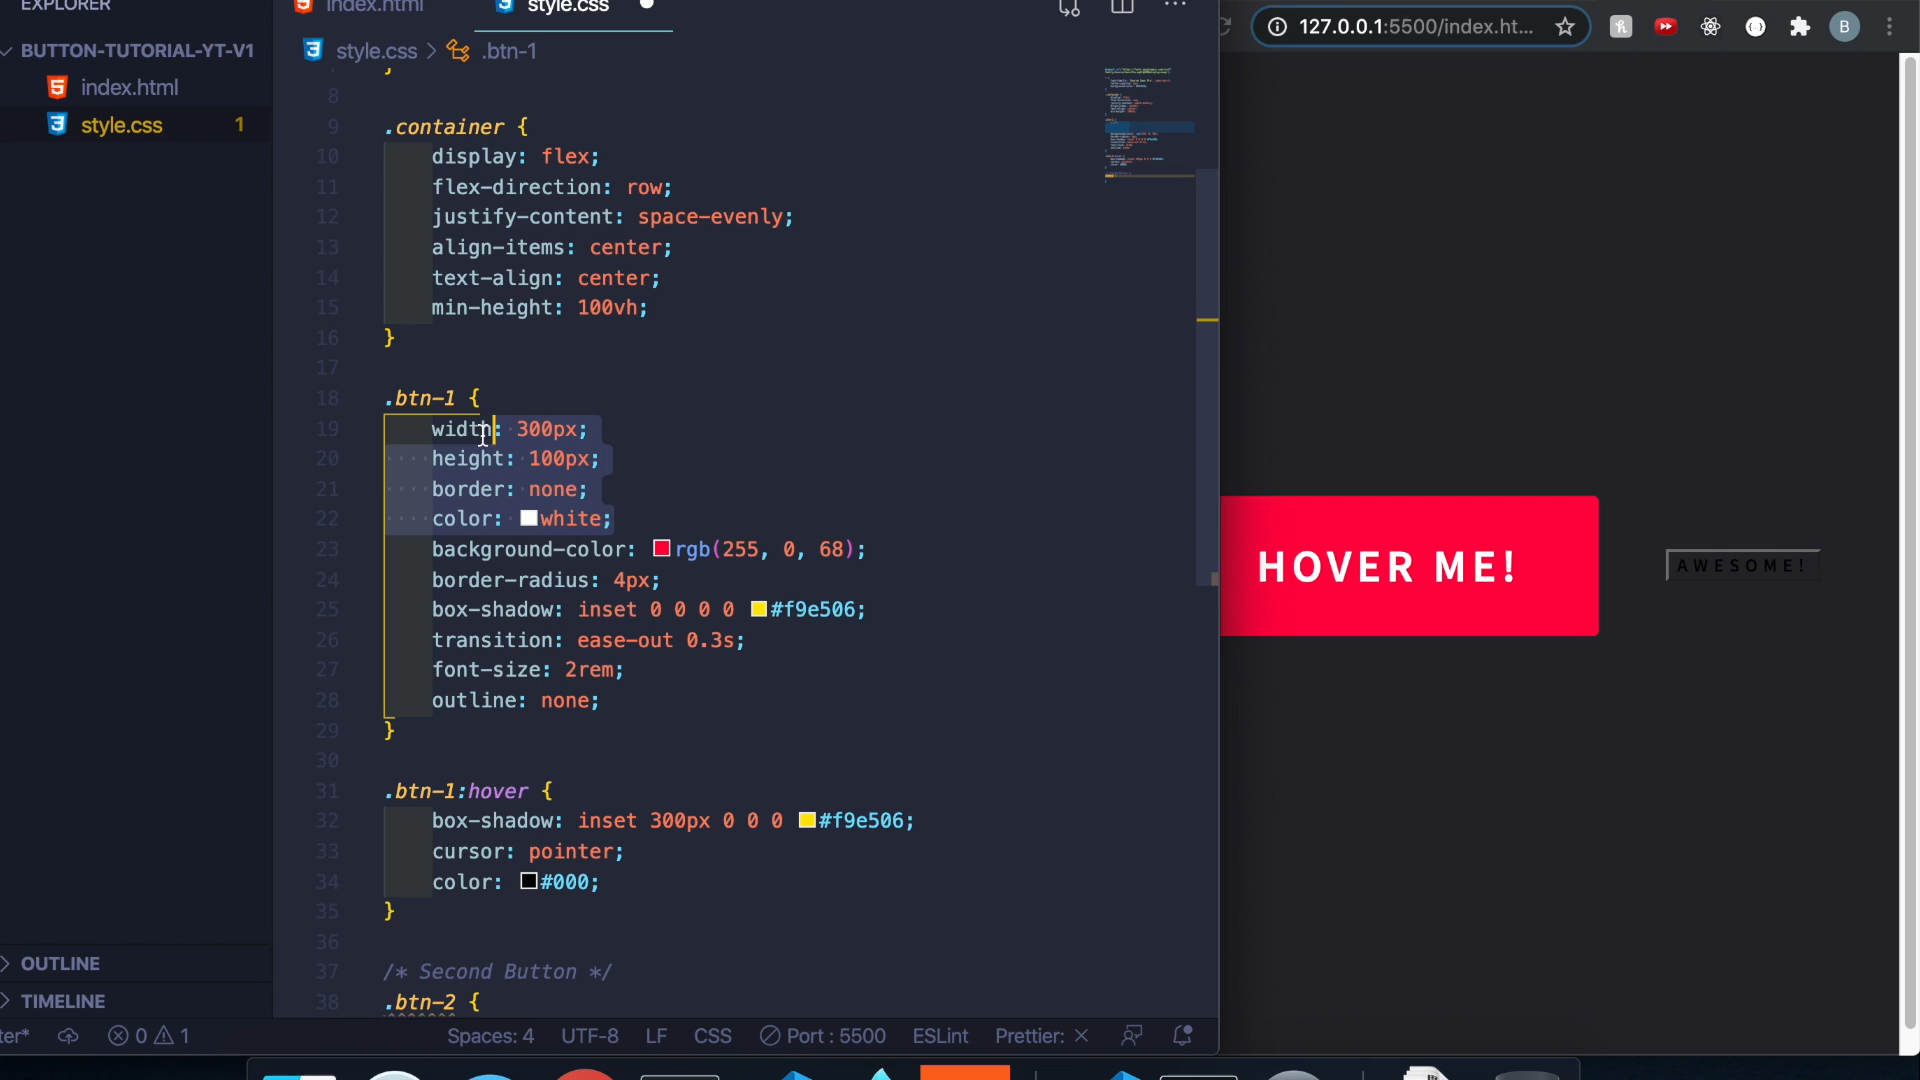 EXPLORER
BUTTON-TUTORIAL-YT-V1
index.html
style.css 1
OUTLINE
TIMELINE
index.html
style.css
style.css > .btn-1
}
8
9 .container {
10 display: flex;
11 flex-direction: row;
12 justify-content: space-evenly;
13 align-items: center;
14 text-align: center;
15 min-height: 100vh;
16 }
17
18 .btn-1 {
19 width: 300px;
20 height: 100px;
21 border: none;
22 color: white;
23 background-color: rgb(255, 0, 68);
24 border-radius: 4px;
25 box-shadow: inset 0 0 0 0 #f9e506;
26 transition: ease-out 0.3s;
27 font-size: 2rem;
28 outline: none;
29 }
30
31 .btn-1:hover {
32 box-shadow: inset 300px 0 0 0 #f9e506;
33 cursor: pointer;
34 color: #000;
35 }
36
37 /* Second Button */
38 .btn-2 {
ter* 0 1 Spaces: 4 UTF-8 LF CSS Port : 5500 ESLint Prettier: ×
127.0.0.1:5500/index.ht...
B
HOVER ME!
AWESOME!